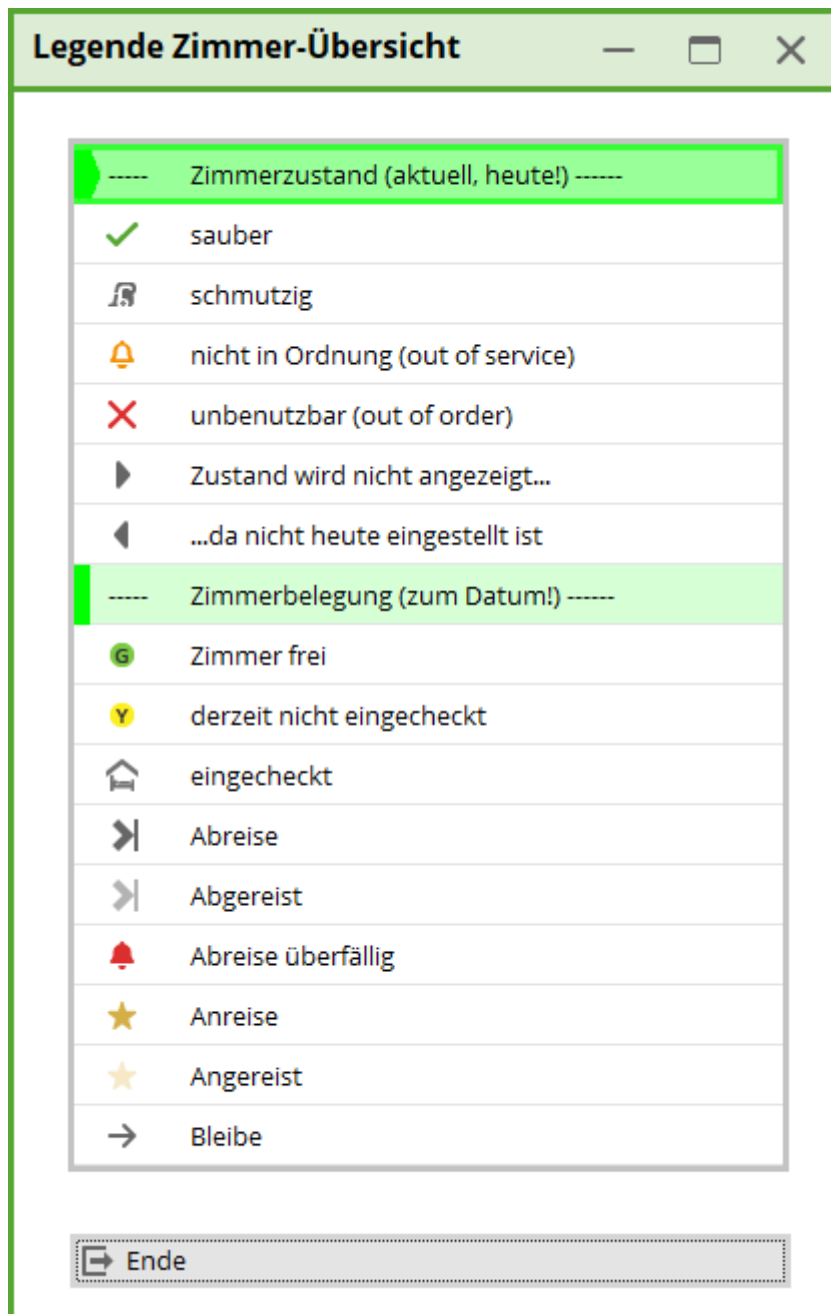 Legende Zimmer-Übersicht
----- Zimmerzustand (aktuell, heute!) ------
sauber
schmutzig
nicht in Ordnung (out of service)
unbenutzbar (out of order)
Zustand wird nicht angezeigt...
...da nicht heute eingestellt ist
----- Zimmerbelegung (zum Datum!) ------
G Zimmer frei
Y derzeit nicht eingecheckt
eingecheckt
Abreise
Abgereist
Abreise überfällig
Anreise
Angereist
Bleibe
Ende